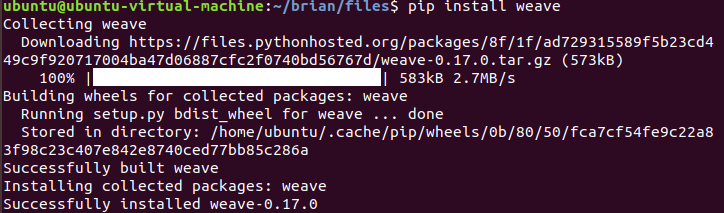 ubuntu@ubuntu-virtual-machine:~/brian/files$ pip install weave
Collecting weave
  Downloading https://files.pythonhosted.org/packages/8f/1f/ad729315589f5b23cd4
49c9f920717004ba47d06887cfc2f0740bd56767d/weave-0.17.0.tar.gz (573kB)
    100% |████████████████████████████████| 583kB 2.7MB/s
Building wheels for collected packages: weave
  Running setup.py bdist_wheel for weave ... done
  Stored in directory: /home/ubuntu/.cache/pip/wheels/0b/80/50/fca7cf54fe9c22a8
3f98c23c407e842e8740ced77bb85c286a
Successfully built weave
Installing collected packages: weave
Successfully installed weave-0.17.0